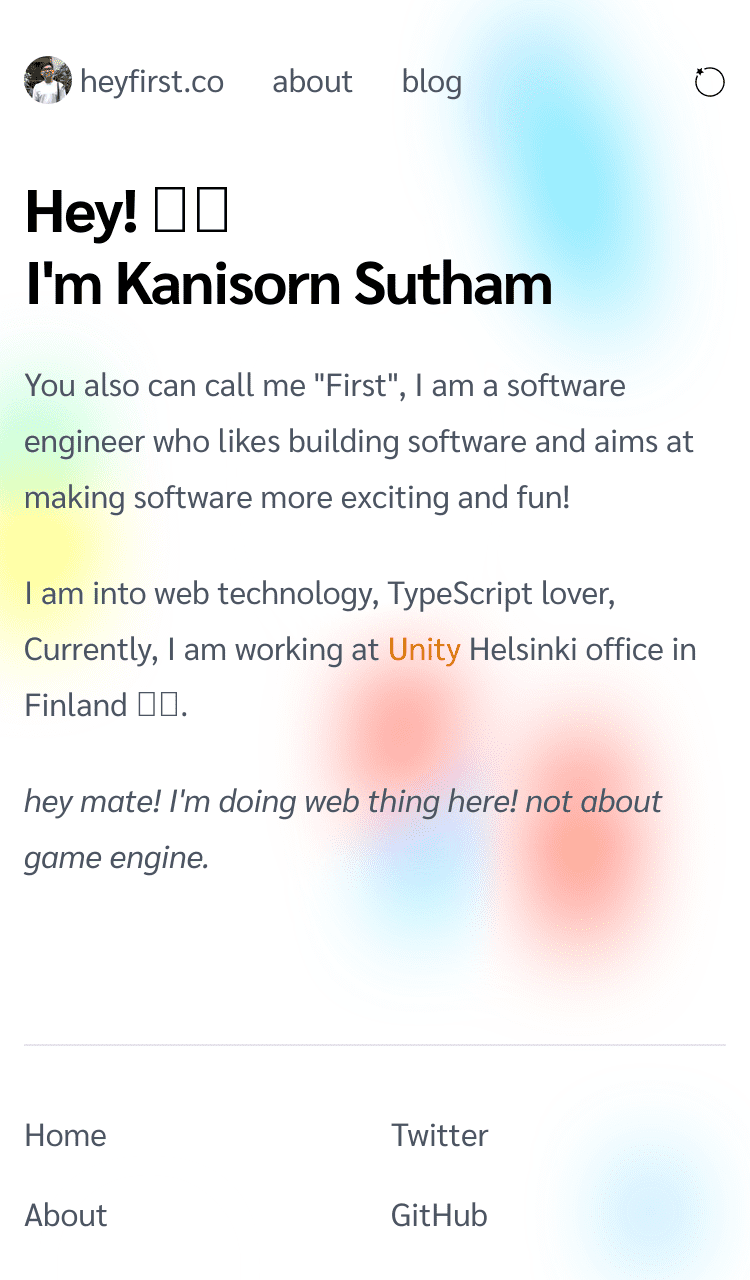 heyfirst.co about blog
Hey!
I'm Kanisorn Sutham
You also can call me "First", I am a software
engineer who likes building software and aims at
making software more exciting and fun!
I am into web technology, TypeScript lover,
Currently, I am working at Unity Helsinki office in
Finland .
hey mate! I'm doing web thing here! not about
game engine.
Home Twitter
About GitHub